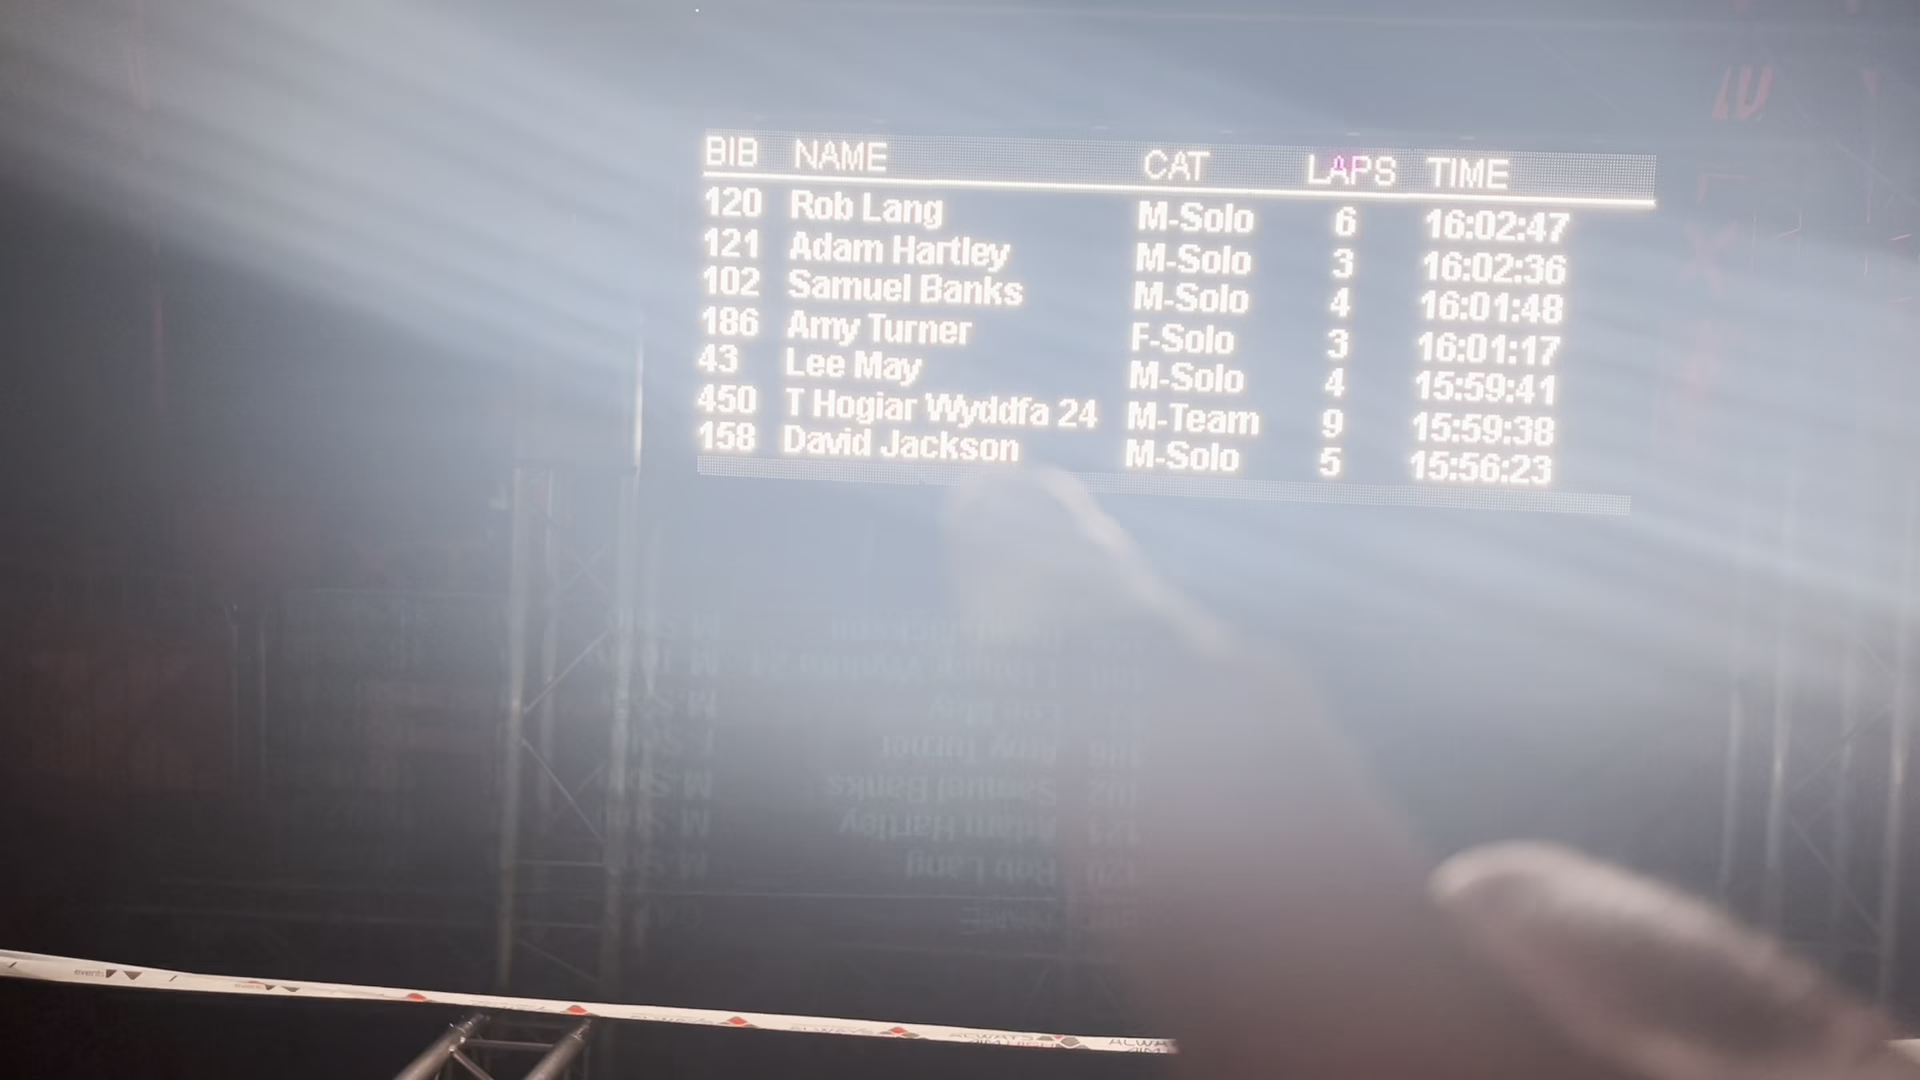 BIB NAME CAT LAPS TIME
120 Rob Lang M-Solo 6 16:02:47
121 Adam Hartley M-Solo 3 16:02:36
102 Samuel Banks M-Solo 4 16:01:48
186 Amy Turner F-Solo 3 16:01:17
43 Lee May M-Solo 4 15:59:41
450 T Hogiar Wyddfa 24 M-Team 9 15:59:38
158 David Jackson M-Solo 5 15:56:23
events
ALWAYS